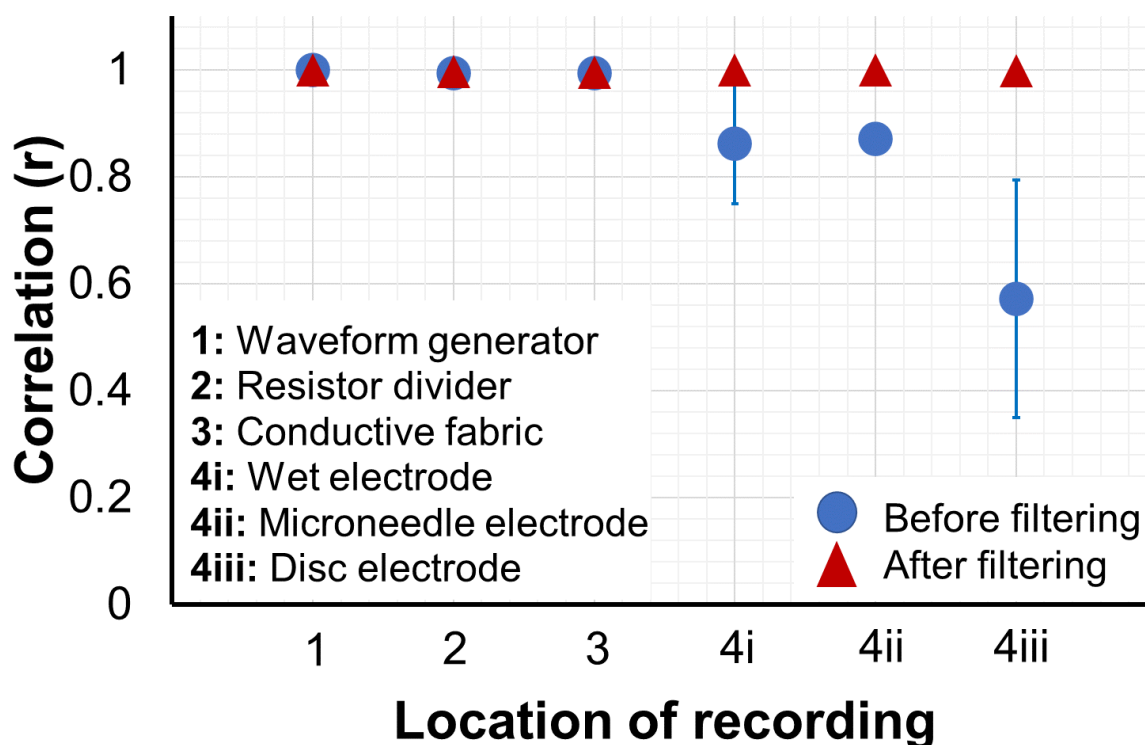 Correlation (r)
1
0.8
0.6
0.4
0.2
0
1: Waveform generator
2: Resistor divider
3: Conductive fabric
4i: Wet electrode
4ii: Microneedle electrode
4iii: Disc electrode
Before filtering
After filtering
1 2 3 4i 4ii 4iii
Location of recording